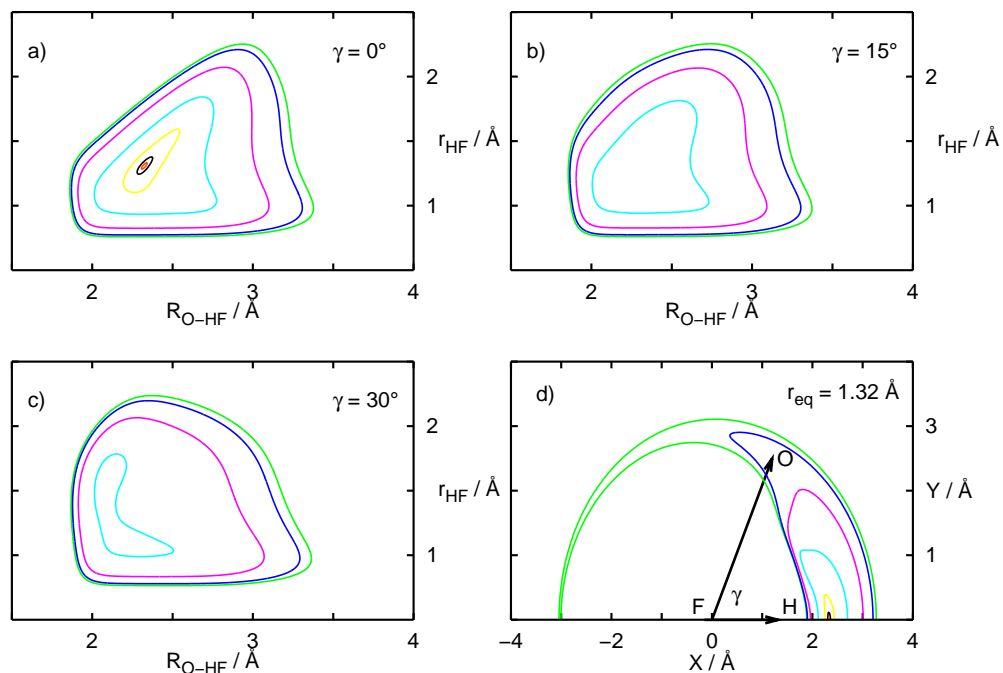 a) γ = 0°
2
r_HF / Å
1
2 3 4
R_O−HF / Å
b) γ = 15°
2
r_HF / Å
1
2 3 4
R_O−HF / Å
c) γ = 30°
2
r_HF / Å
1
2 3 4
R_O−HF / Å
d) r_eq = 1.32 Å
3
O
Y / Å
1
F γ H
−4 −2 0 2 4
X / Å